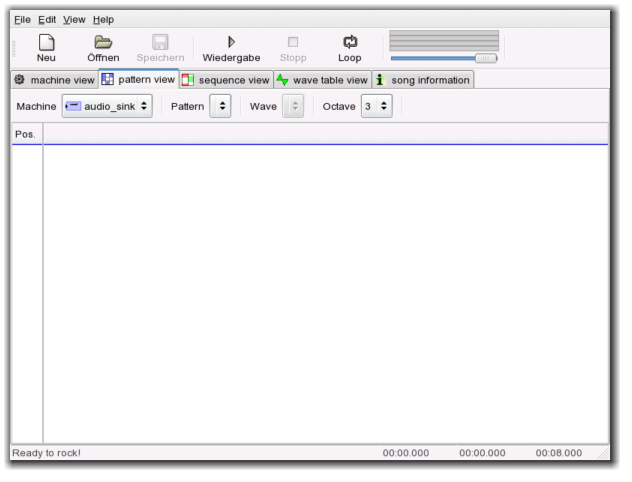 File Edit View Help
Neu Öffnen Speichern Wiedergabe Stopp Loop
machine view pattern view sequence view wave table view song information
Machine audio_sink Pattern Wave Octave 3
Pos.
Ready to rock! 00:00.000 00:00.000 00:08.000